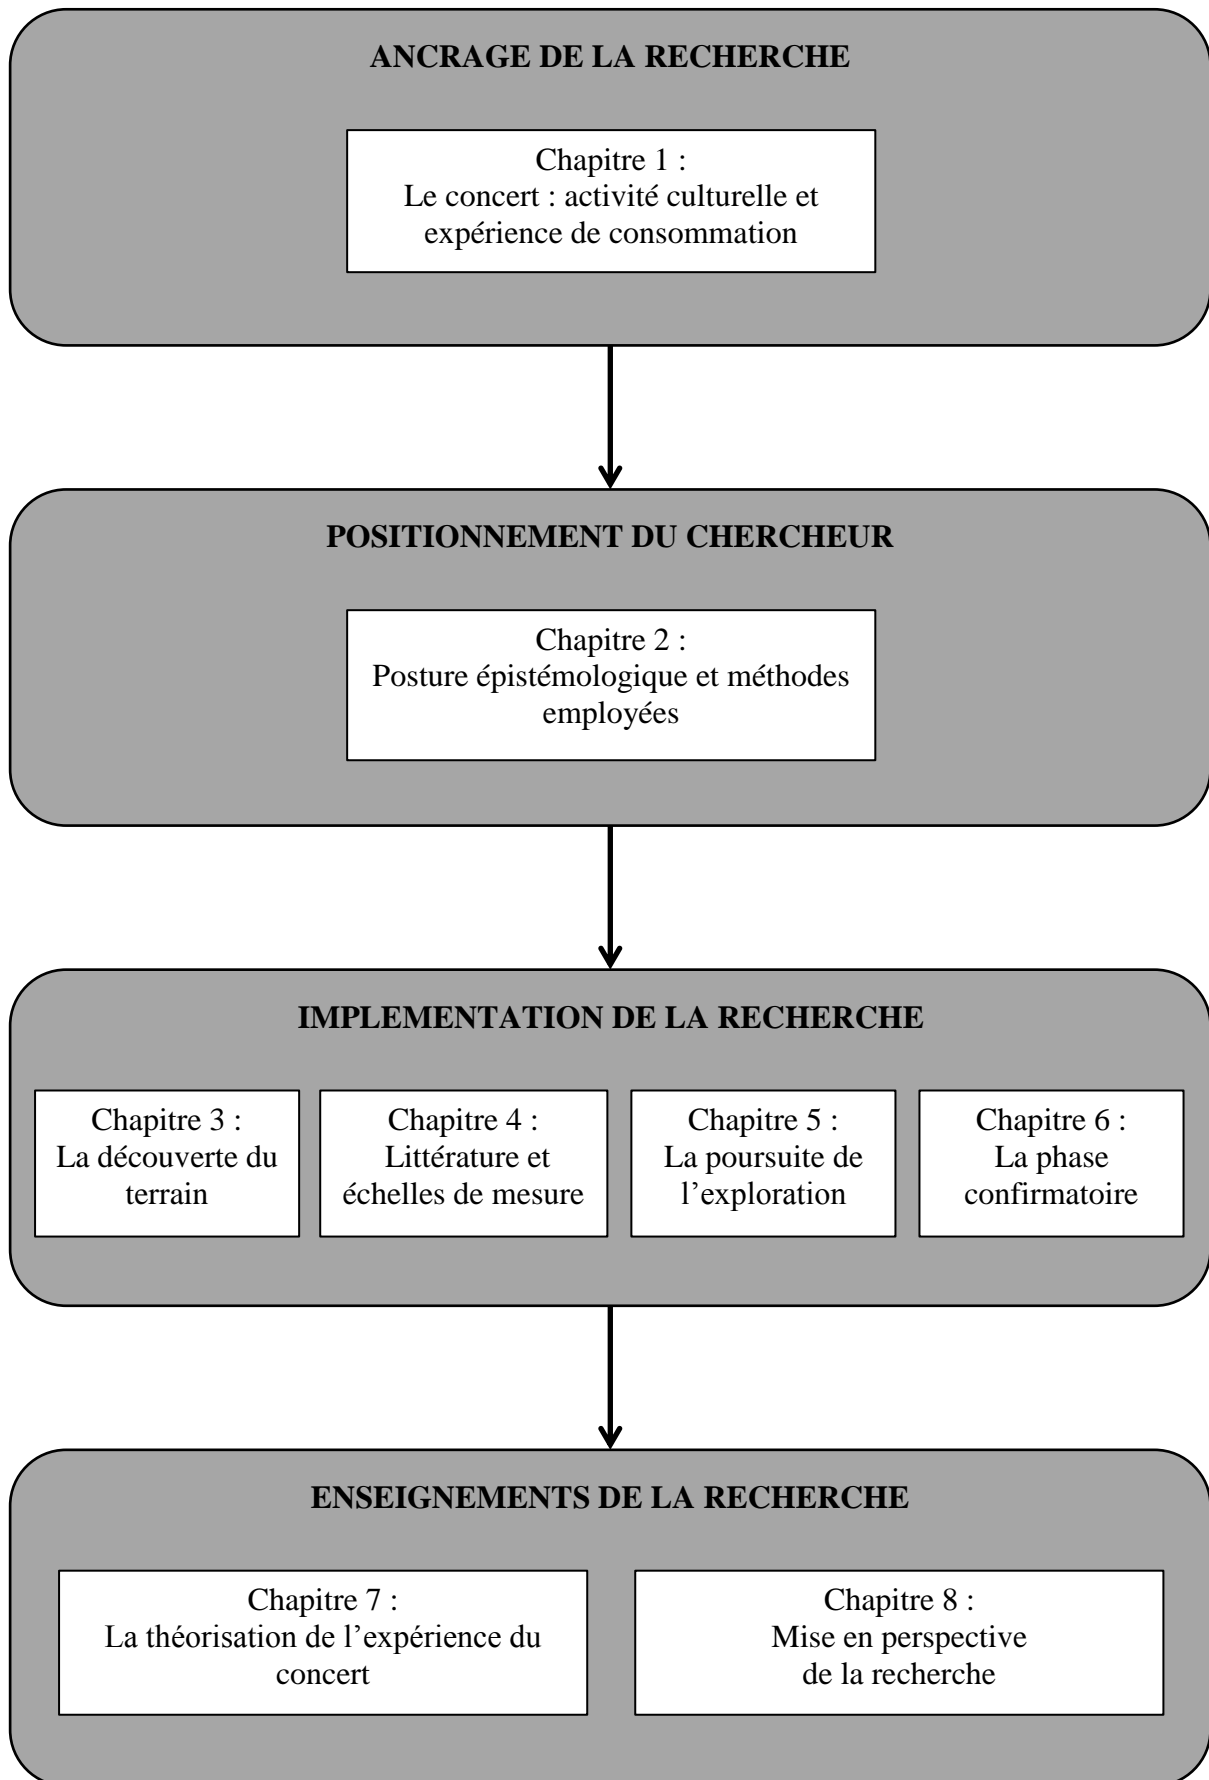 ANCRAGE DE LA RECHERCHE
Chapitre 1 :
Le concert : activité culturelle et
expérience de consommation
POSITIONNEMENT DU CHERCHEUR
Chapitre 2 :
Posture épistémologique et méthodes
employées
IMPLEMENTATION DE LA RECHERCHE
Chapitre 3 :
La découverte du
terrain
Chapitre 4 :
Littérature et
échelles de mesure
Chapitre 5 :
La poursuite de
l’exploration
Chapitre 6 :
La phase
confirmatoire
ENSEIGNEMENTS DE LA RECHERCHE
Chapitre 7 :
La théorisation de l’expérience du
concert
Chapitre 8 :
Mise en perspective
de la recherche